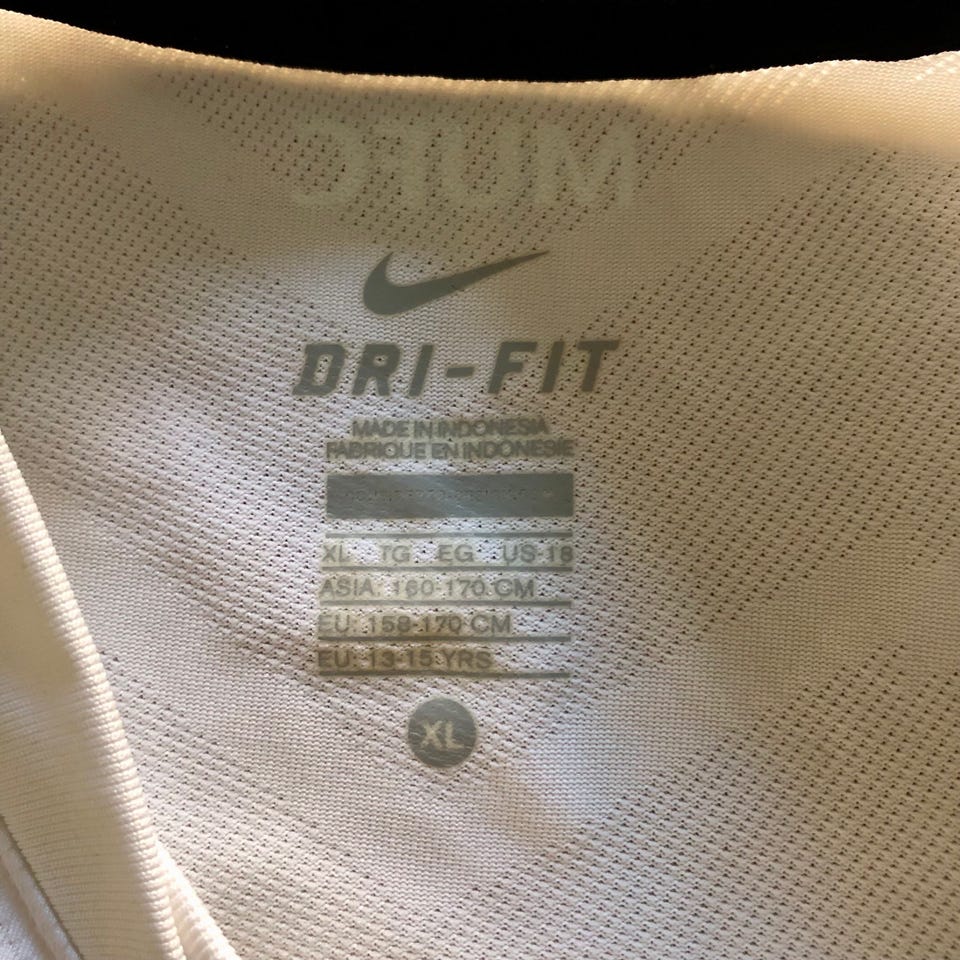 MUFC
DRI-FIT
MADE IN INDONESIA
FABRIQUE EN INDONESIE
XL TG EG US 18
ASIA: 160-170 CM
EU: 158-170 CM
EU: 13-15 YRS
XL